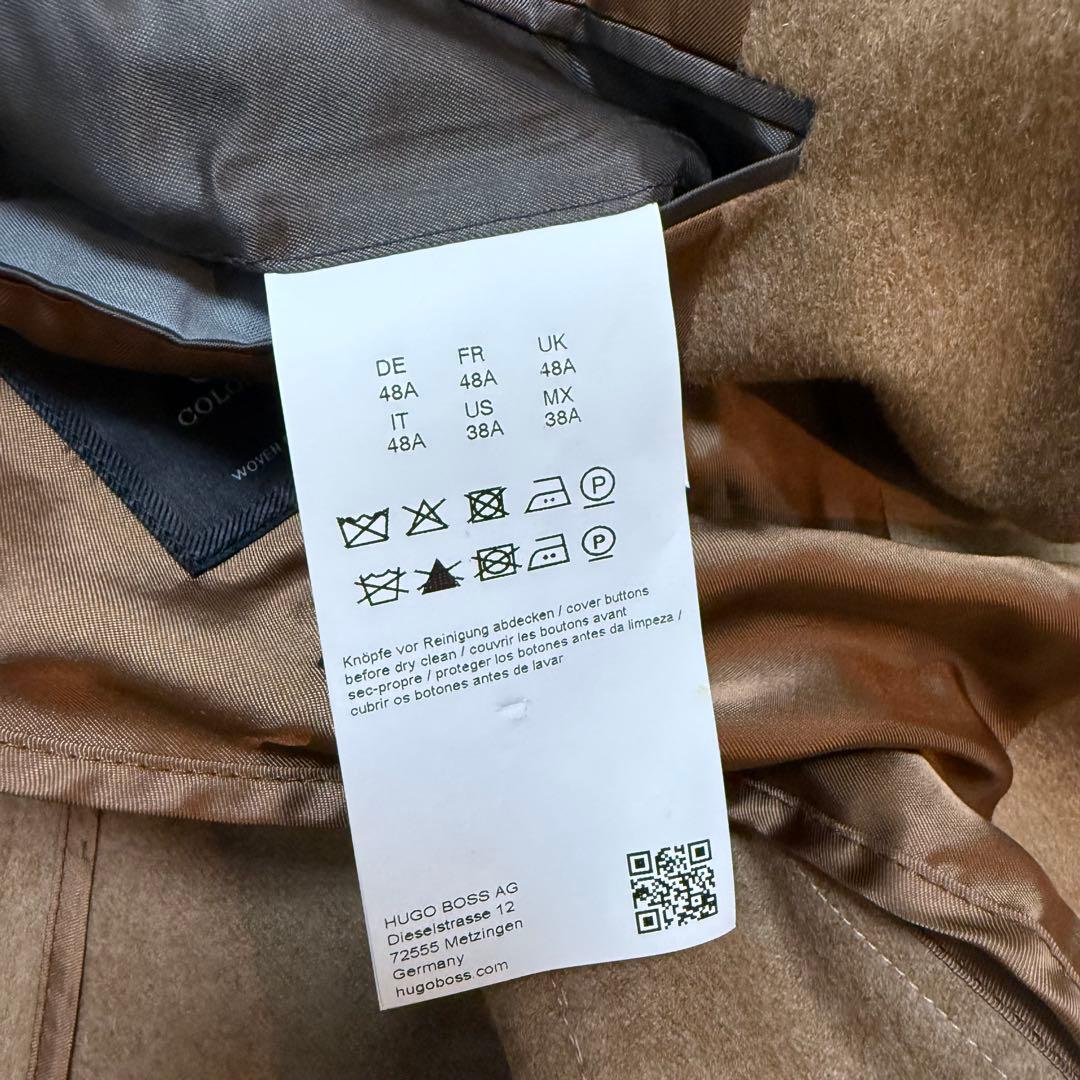 DE FR UK
48A 48A 48A
IT US MX
48A 38A 38A
P
P
Knöpfe vor Reinigung abdecken / cover buttons
before dry clean / couvrir les boutons avant
sec-propre / proteger los botones antes da limpeza /
cubrir os botones antes de lavar
HUGO BOSS AG
Dieselstrasse 12
72555 Metzingen
Germany
hugoboss.com
WOVEN